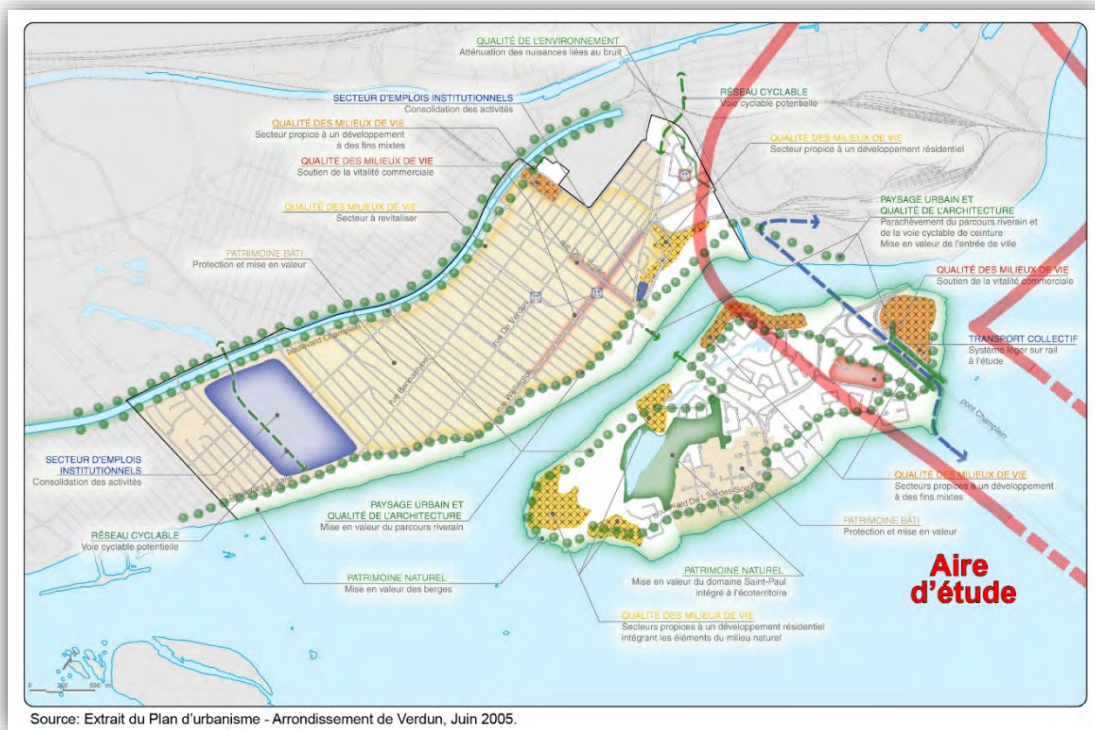 QUALITÉ DE L'ENVIRONNEMENT
Atténuation des nuisances liées au bruit
SECTEUR D'EMPLOIS INSTITUTIONNELS
Consolidation des activités
RÉSEAU CYCLABLE
Voie cyclable potentielle
QUALITÉ DES MILIEUX DE VIE
Secteur propice à un développement
à des fins mixtes
QUALITÉ DES MILIEUX DE VIE
Secteur propice à un développement résidentiel
QUALITÉ DES MILIEUX DE VIE
Soutien de la vitalité commerciale
QUALITÉ DES MILIEUX DE VIE
Secteur à revitaliser
PAYSAGE URBAIN ET
QUALITÉ DE L'ARCHITECTURE
Parachèvement du parcours riverain et
de la voie cyclable de ceinture
Mise en valeur de l'entrée de ville
PATRIMOINE BÂTI
Protection et mise en valeur
QUALITÉ DES MILIEUX DE VIE
Soutien de la vitalité commerciale
TRANSPORT COLLECTIF
Système léger sur rail
à l'étude
boulevard Champlain
rue De Verdun
rue Wellington
pont Champlain
SECTEUR D'EMPLOIS
INSTITUTIONNELS
Consolidation des activités
QUALITÉ DES MILIEUX DE VIE
Secteurs propices à un développement
à des fins mixtes
PAYSAGE URBAIN ET
QUALITÉ DE L'ARCHITECTURE
Mise en valeur du parcours riverain
PATRIMOINE BÂTI
Protection et mise en valeur
RÉSEAU CYCLABLE
Voie cyclable potentielle
PATRIMOINE NATUREL
Mise en valeur des berges
PATRIMOINE NATUREL
Mise en valeur du domaine Saint-Paul
intégré à l'écoterritoire
Aire
d'étude
QUALITÉ DES MILIEUX DE VIE
Secteurs propices à un développement résidentiel
intégrant les éléments du milieu naturel
0 250 500 m
Source: Extrait du Plan d'urbanisme - Arrondissement de Verdun, Juin 2005.